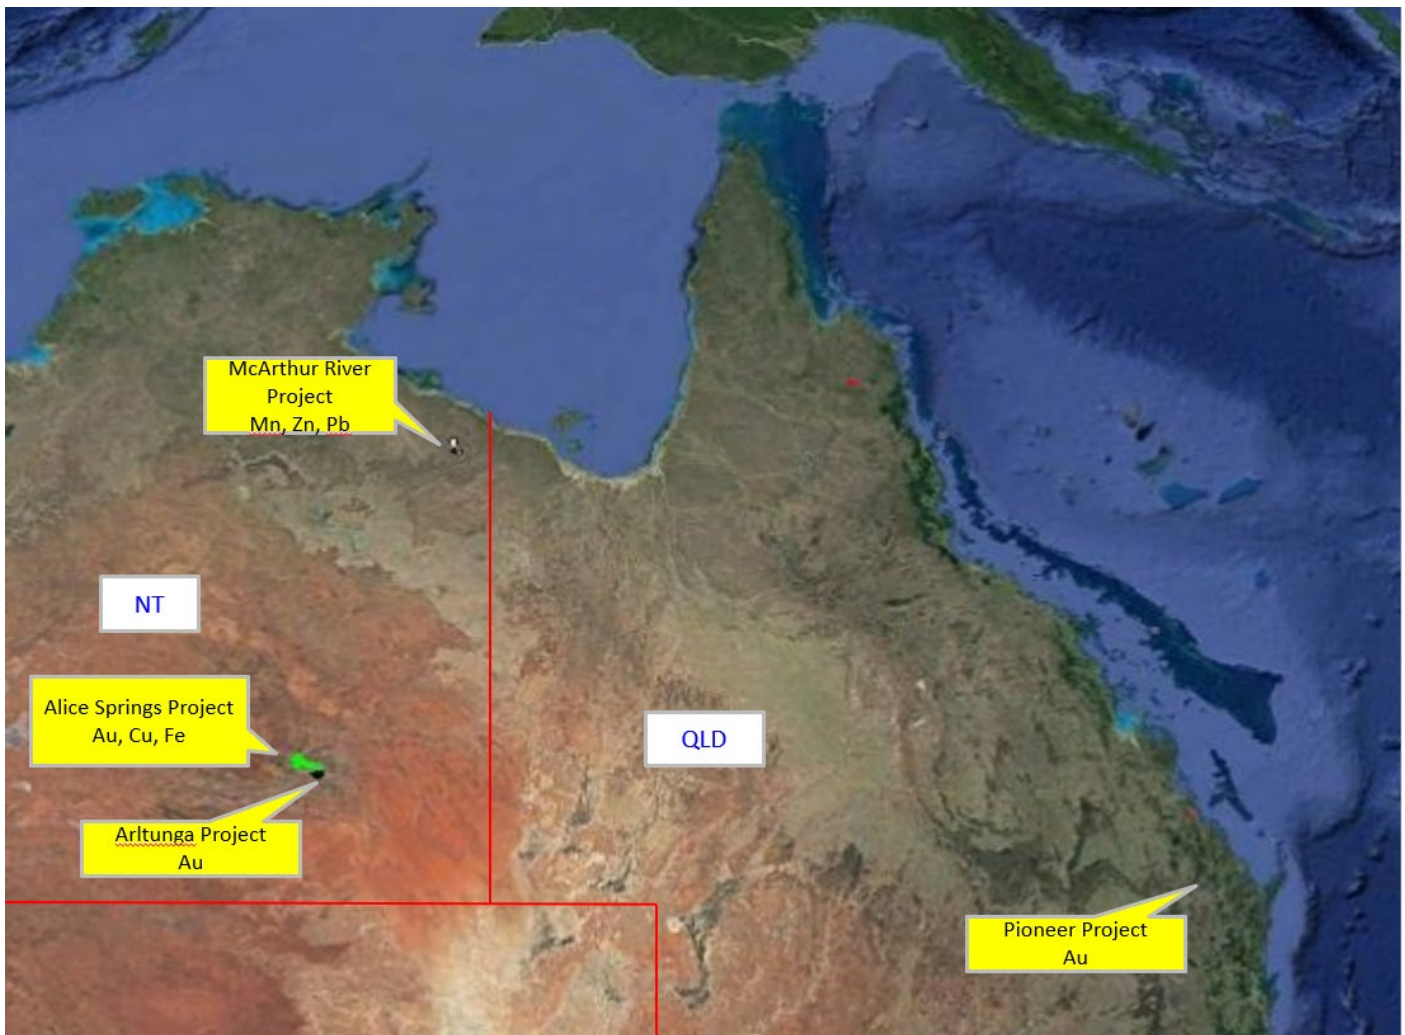 McArthur River
Project
Mn, Zn, Pb
NT
Alice Springs Project
Au, Cu, Fe
QLD
Arltunga Project
Au
Pioneer Project
Au